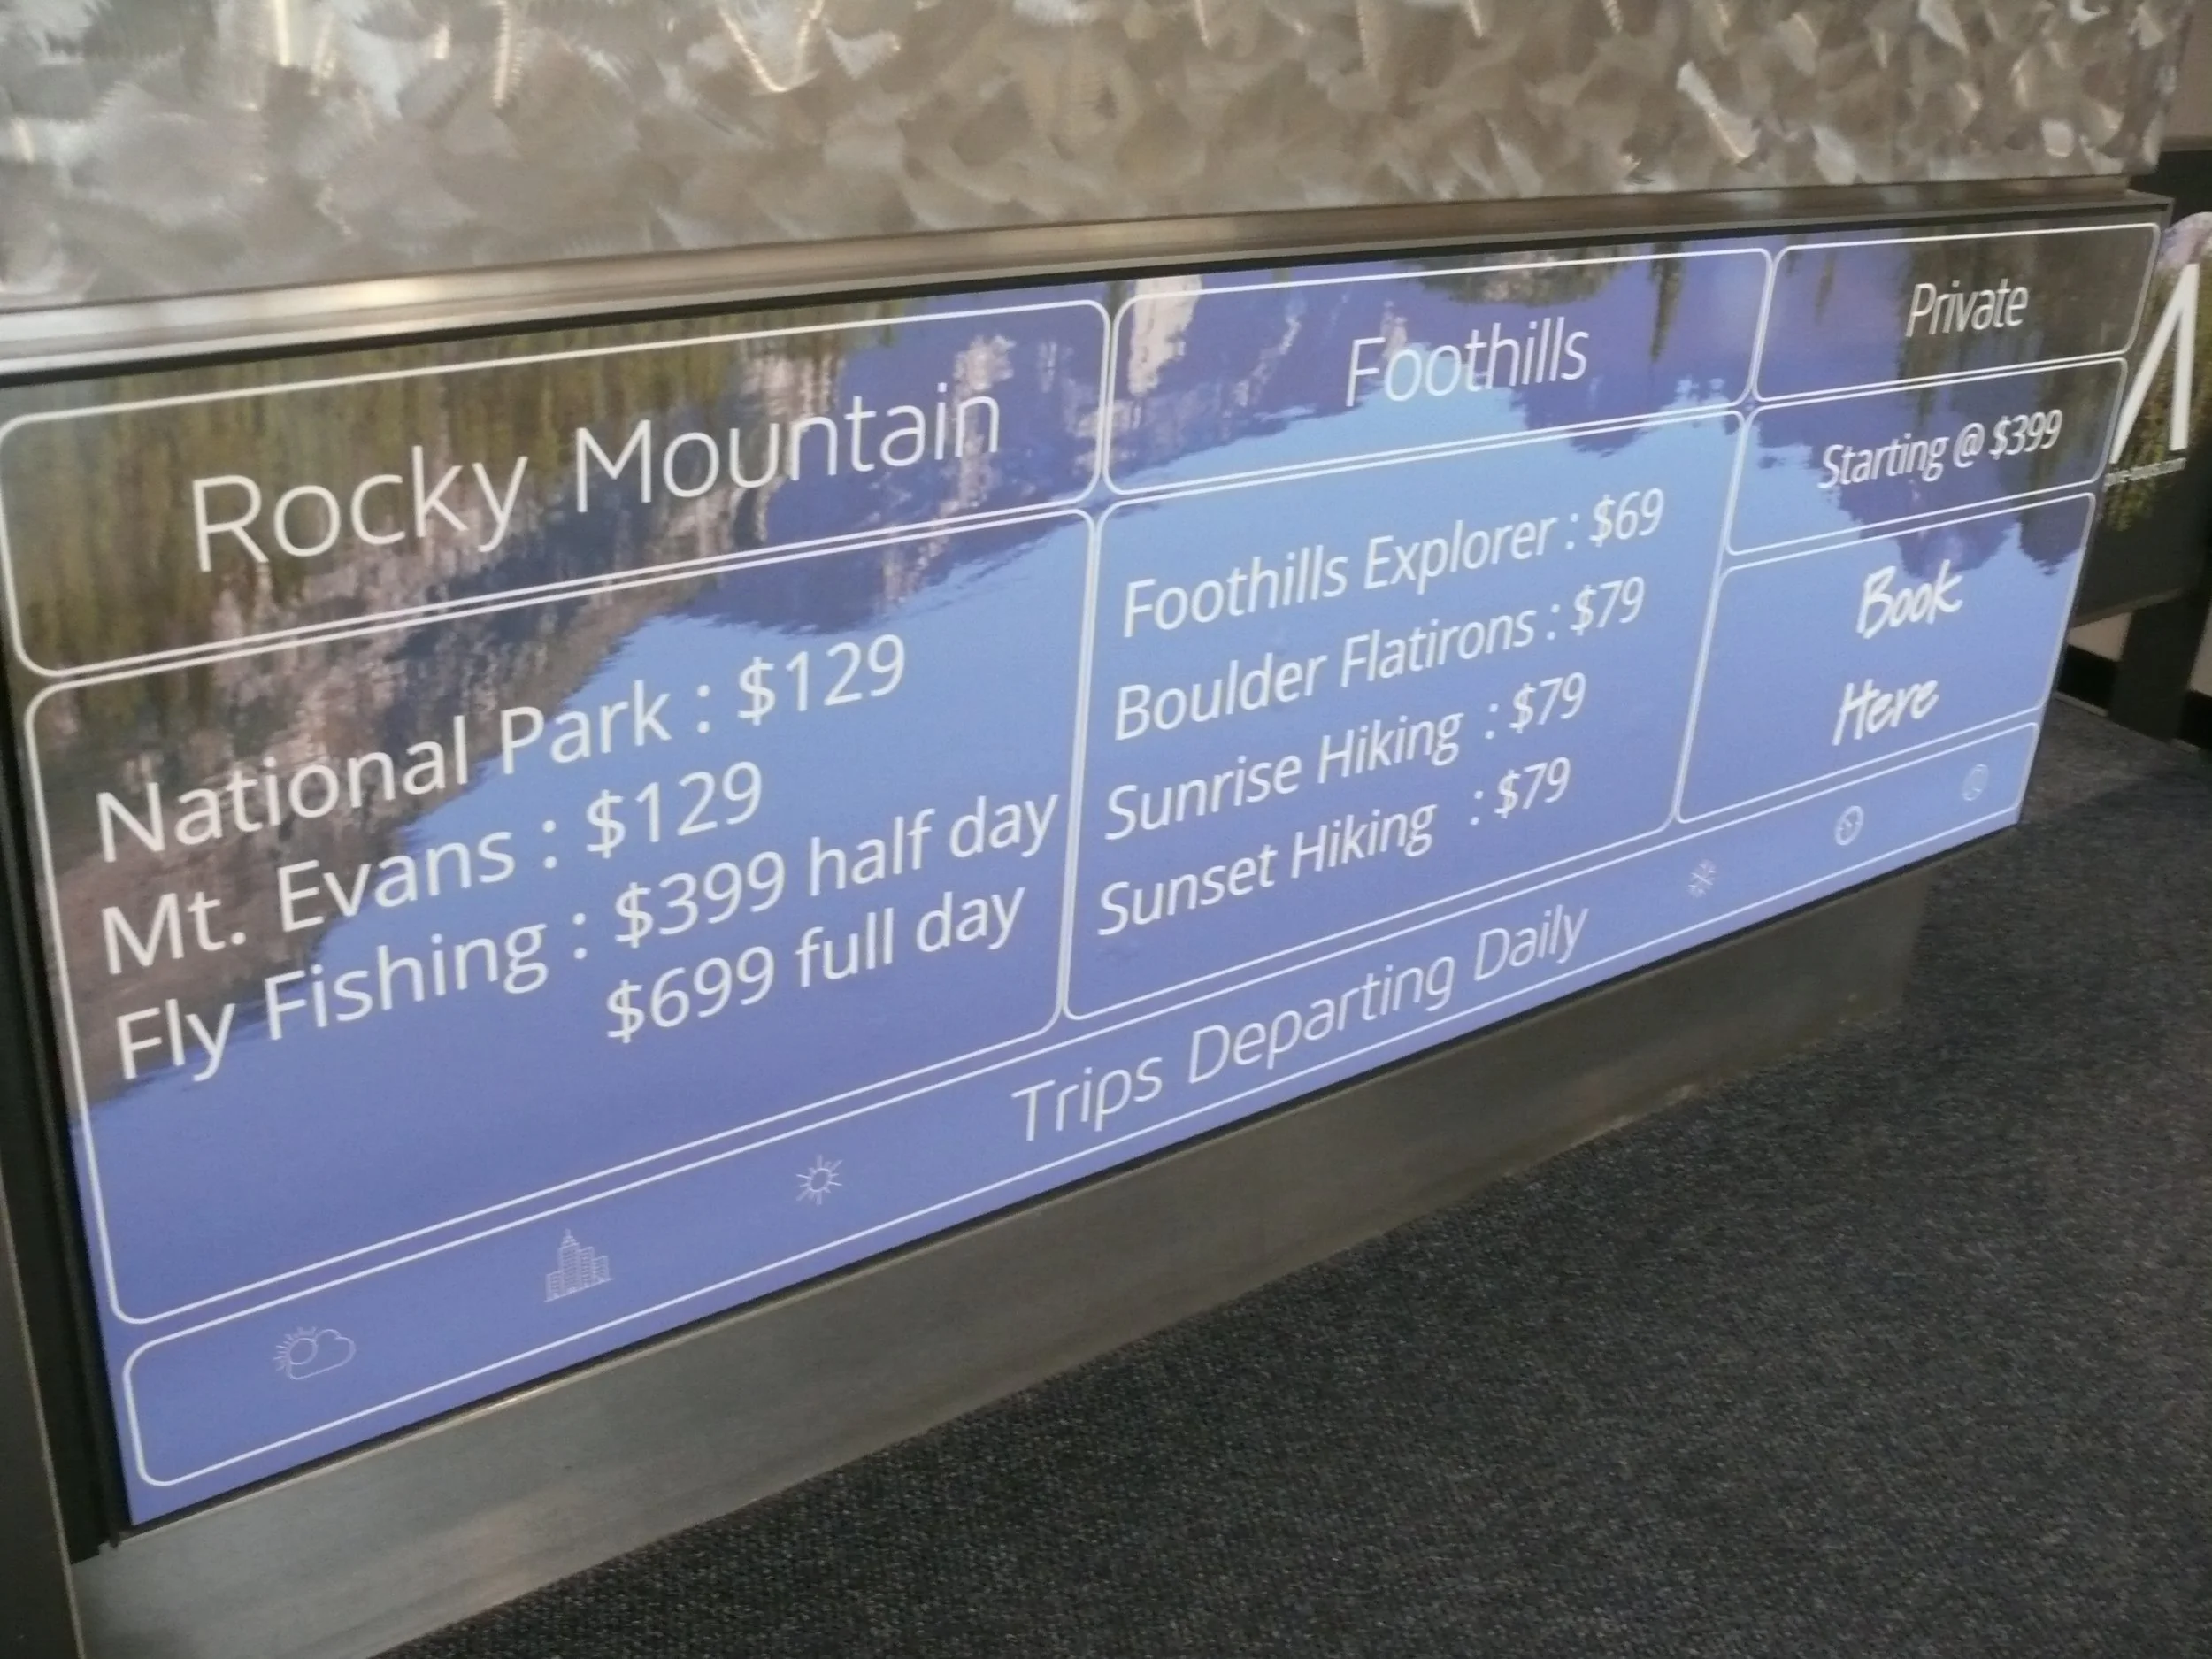 Rocky Mountain
National Park : $129
Mt. Evans : $129
Fly Fishing : $399 half day
$699 full day
Foothills
Foothills Explorer : $69
Boulder Flatirons : $79
Sunrise Hiking : $79
Sunset Hiking : $79
Private
Starting @ $399
Book
Here
Trips Departing Daily